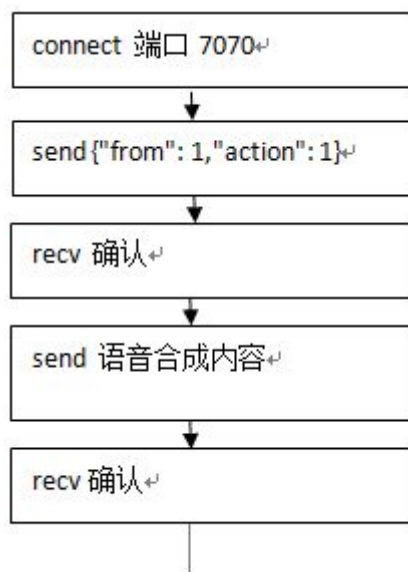 connect 端口 7070↵
send {"from": 1,"action": 1}↵
recv 确认↵
send 语音合成内容↵
recv 确认↵